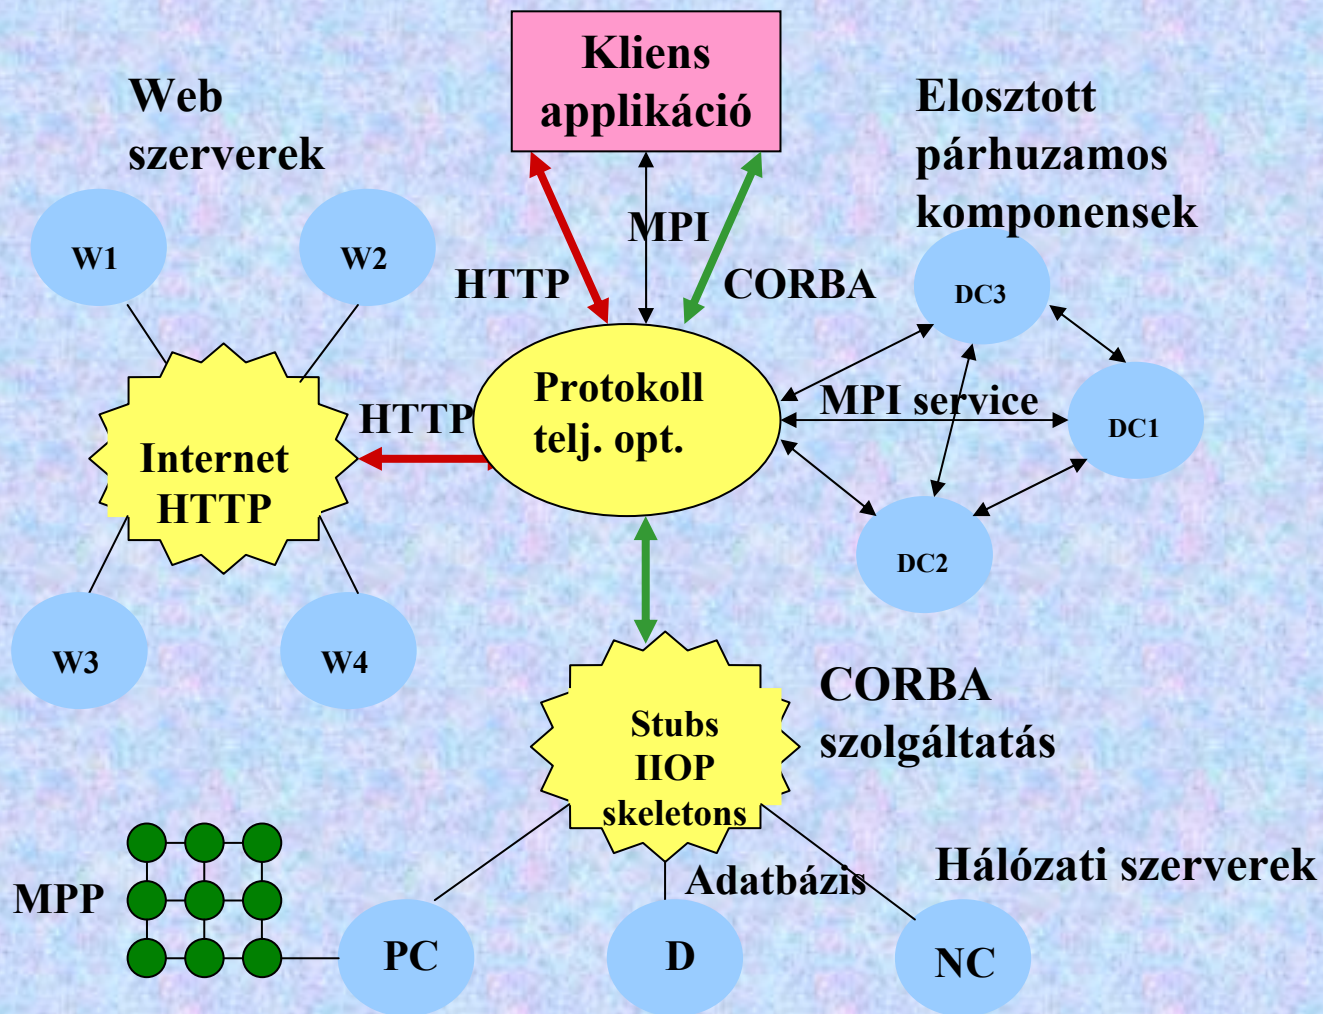 Kliens
applikáció
Web
szerverek
Elosztott
párhuzamos
komponensek
W1
W2
MPI
HTTP
CORBA
DC3
Protokoll
telj. opt.
MPI service
HTTP
DC1
Internet
HTTP
DC2
W3
W4
CORBA
szolgáltatás
Stubs
IIOP
skeletons
Adatbázis
Hálózati szerverek
MPP
PC
D
NC